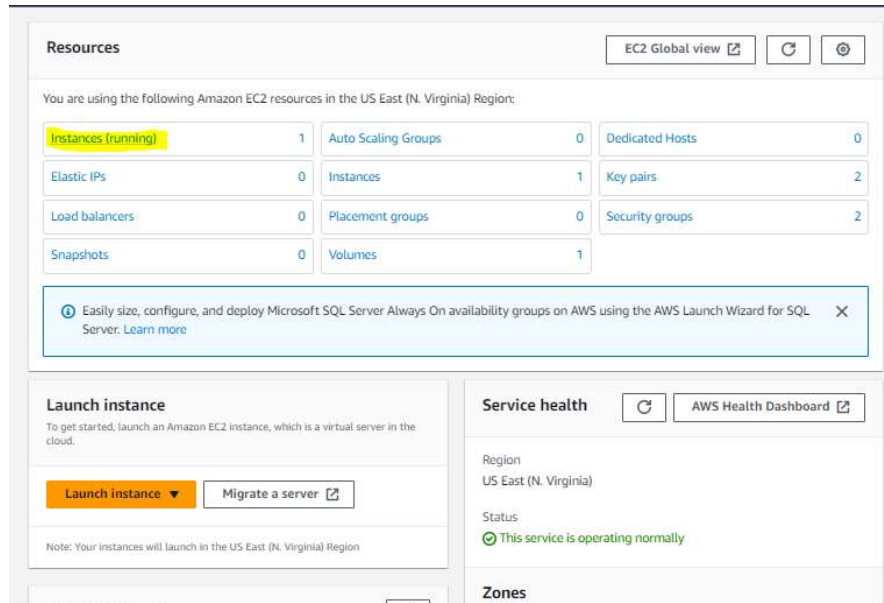 Resources
EC2 Global view
You are using the following Amazon EC2 resources in the US East (N. Virginia) Region:
Instances (running) 1 Auto Scaling Groups 0 Dedicated Hosts 0
Elastic IPs 0 Instances 1 Key pairs 2
Load balancers 0 Placement groups 0 Security groups 2
Snapshots 0 Volumes 1
Easily size, configure, and deploy Microsoft SQL Server Always On availability groups on AWS using the AWS Launch Wizard for SQL
Server. Learn more
Launch instance
To get started, launch an Amazon EC2 instance, which is a virtual server in the
cloud.
Launch instance
Migrate a server
Note: Your instances will launch in the US East (N. Virginia) Region
Service health
AWS Health Dashboard
Region
US East (N. Virginia)
Status
This service is operating normally
Zones